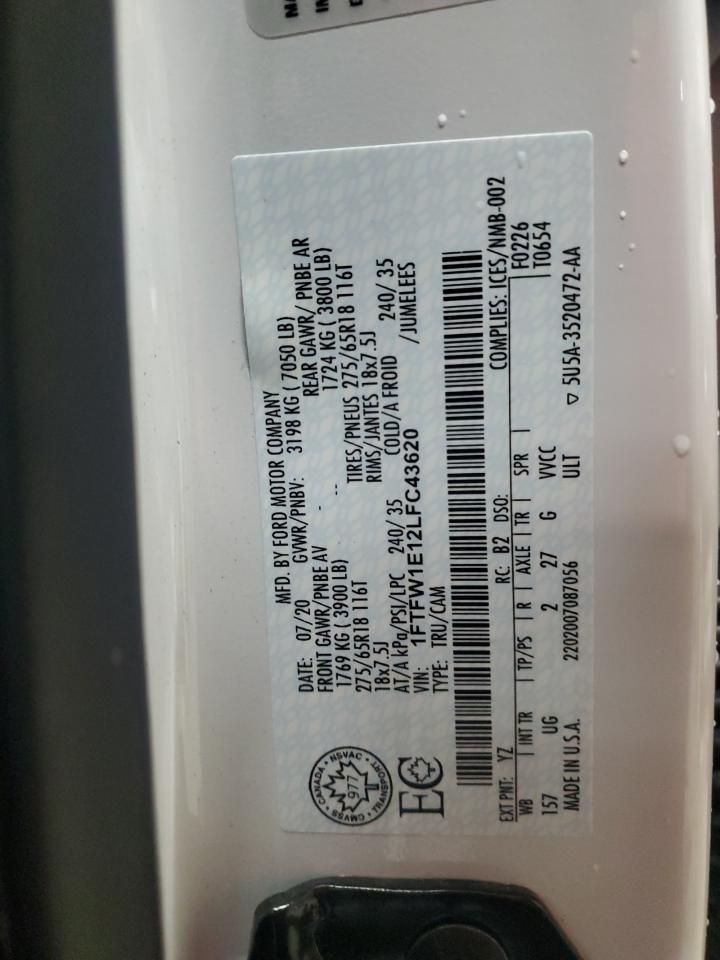 MFD. BY FORD MOTOR COMPANY
DATE: 07/20 GVWR/PNBV: 3198 KG ( 7050 LB)
FRONT GAWR/PNBE AV - REAR GAWR/ PNBE AR
1769 KG ( 3900 LB) -- 1724 KG ( 3800 LB)
275/65R18 116T TIRES/PNEUS 275/65R18 116T
18x7.5J RIMS/JANTES 18x7.5J
AT/A kPa/PSI/LPC 240/ 35 COLD/A FROID 240/ 35
VIN: 1FTFW1E12LFC43620 /JUMELEES
TYPE: TRU/CAM
CANADA • NSVAC • TRANSPORT • CMVSS
977
EC
COMPLIES: ICES/NMB-002
EXT PNT: YZ RC: B2 DSO: F0226
WB | INT TR | TP/PS | R | AXLE | TR | SPR | T0654
157 UG 2 27 G VVCC
MADE IN U.S.A. 2202007087056 ULT ▽ 5U5A-3520472-AA